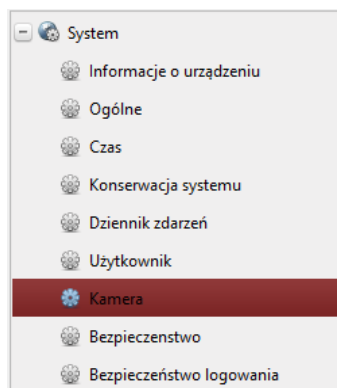 System
Informacje o urządzeniu
Ogólne
Czas
Konserwacja systemu
Dziennik zdarzeń
Użytkownik
Kamera
Bezpieczenstwo
Bezpieczeństwo logowania